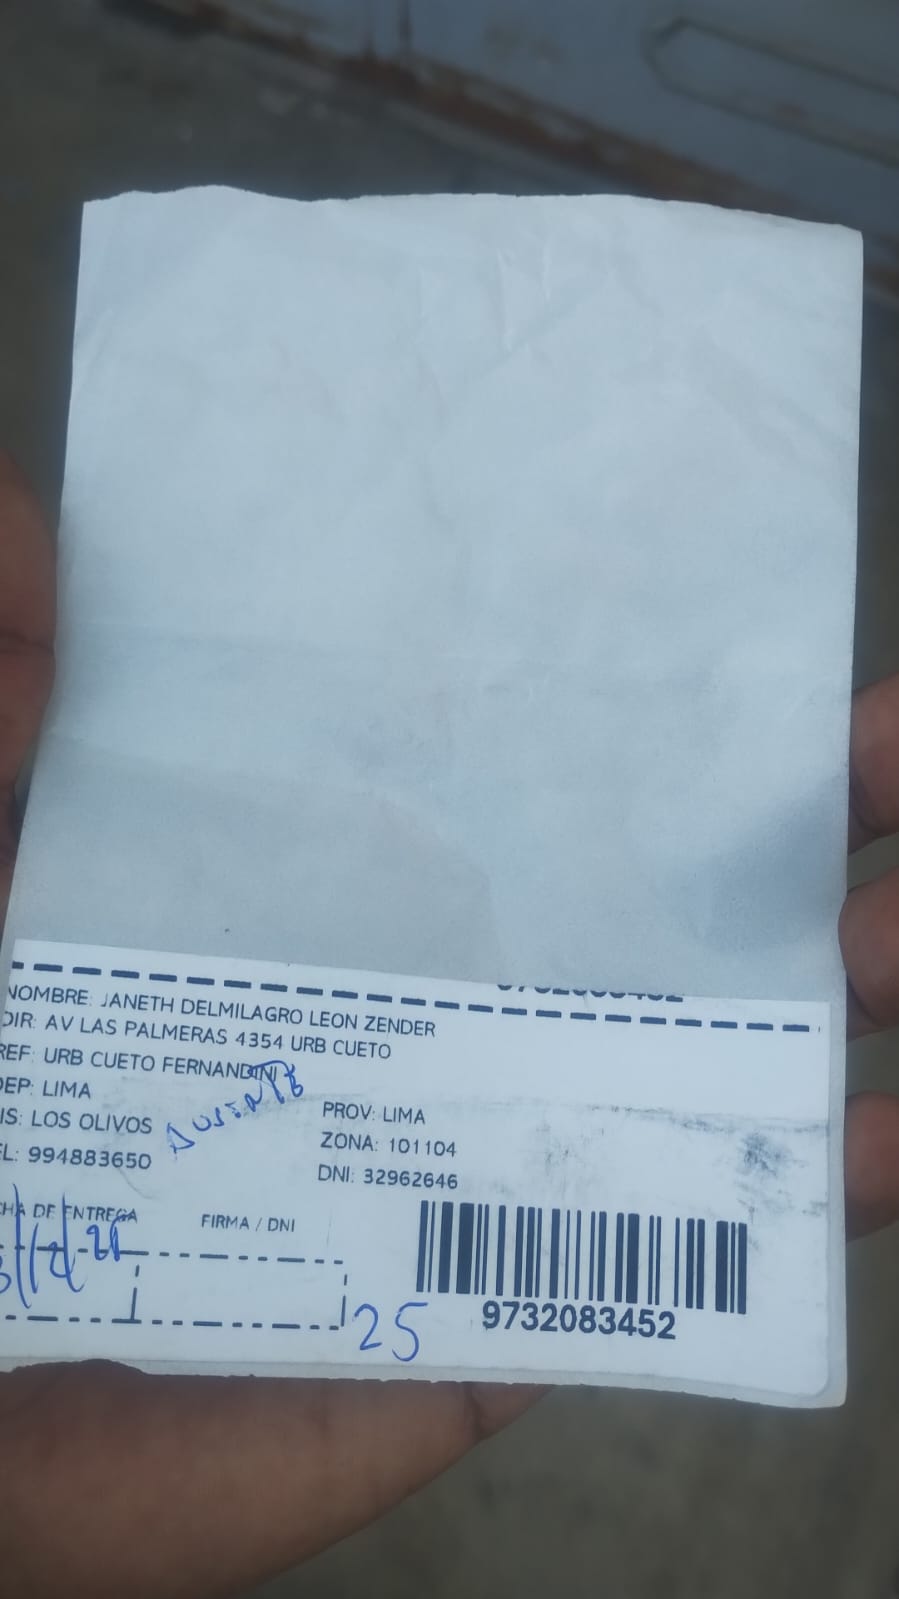 NOMBRE: JANETH DELMILAGRO LEON ZENDER
DIR: AV LAS PALMERAS 4354 URB CUETO
REF: URB CUETO FERNANDINI
DEP: LIMA
PROV: LIMA
IS: LOS OLIVOS
AUSENTE
ZONA: 101104
EL: 994883650
DNI: 32962646
CHA DE ENTREGA
FIRMA / DNI
25
9732083452